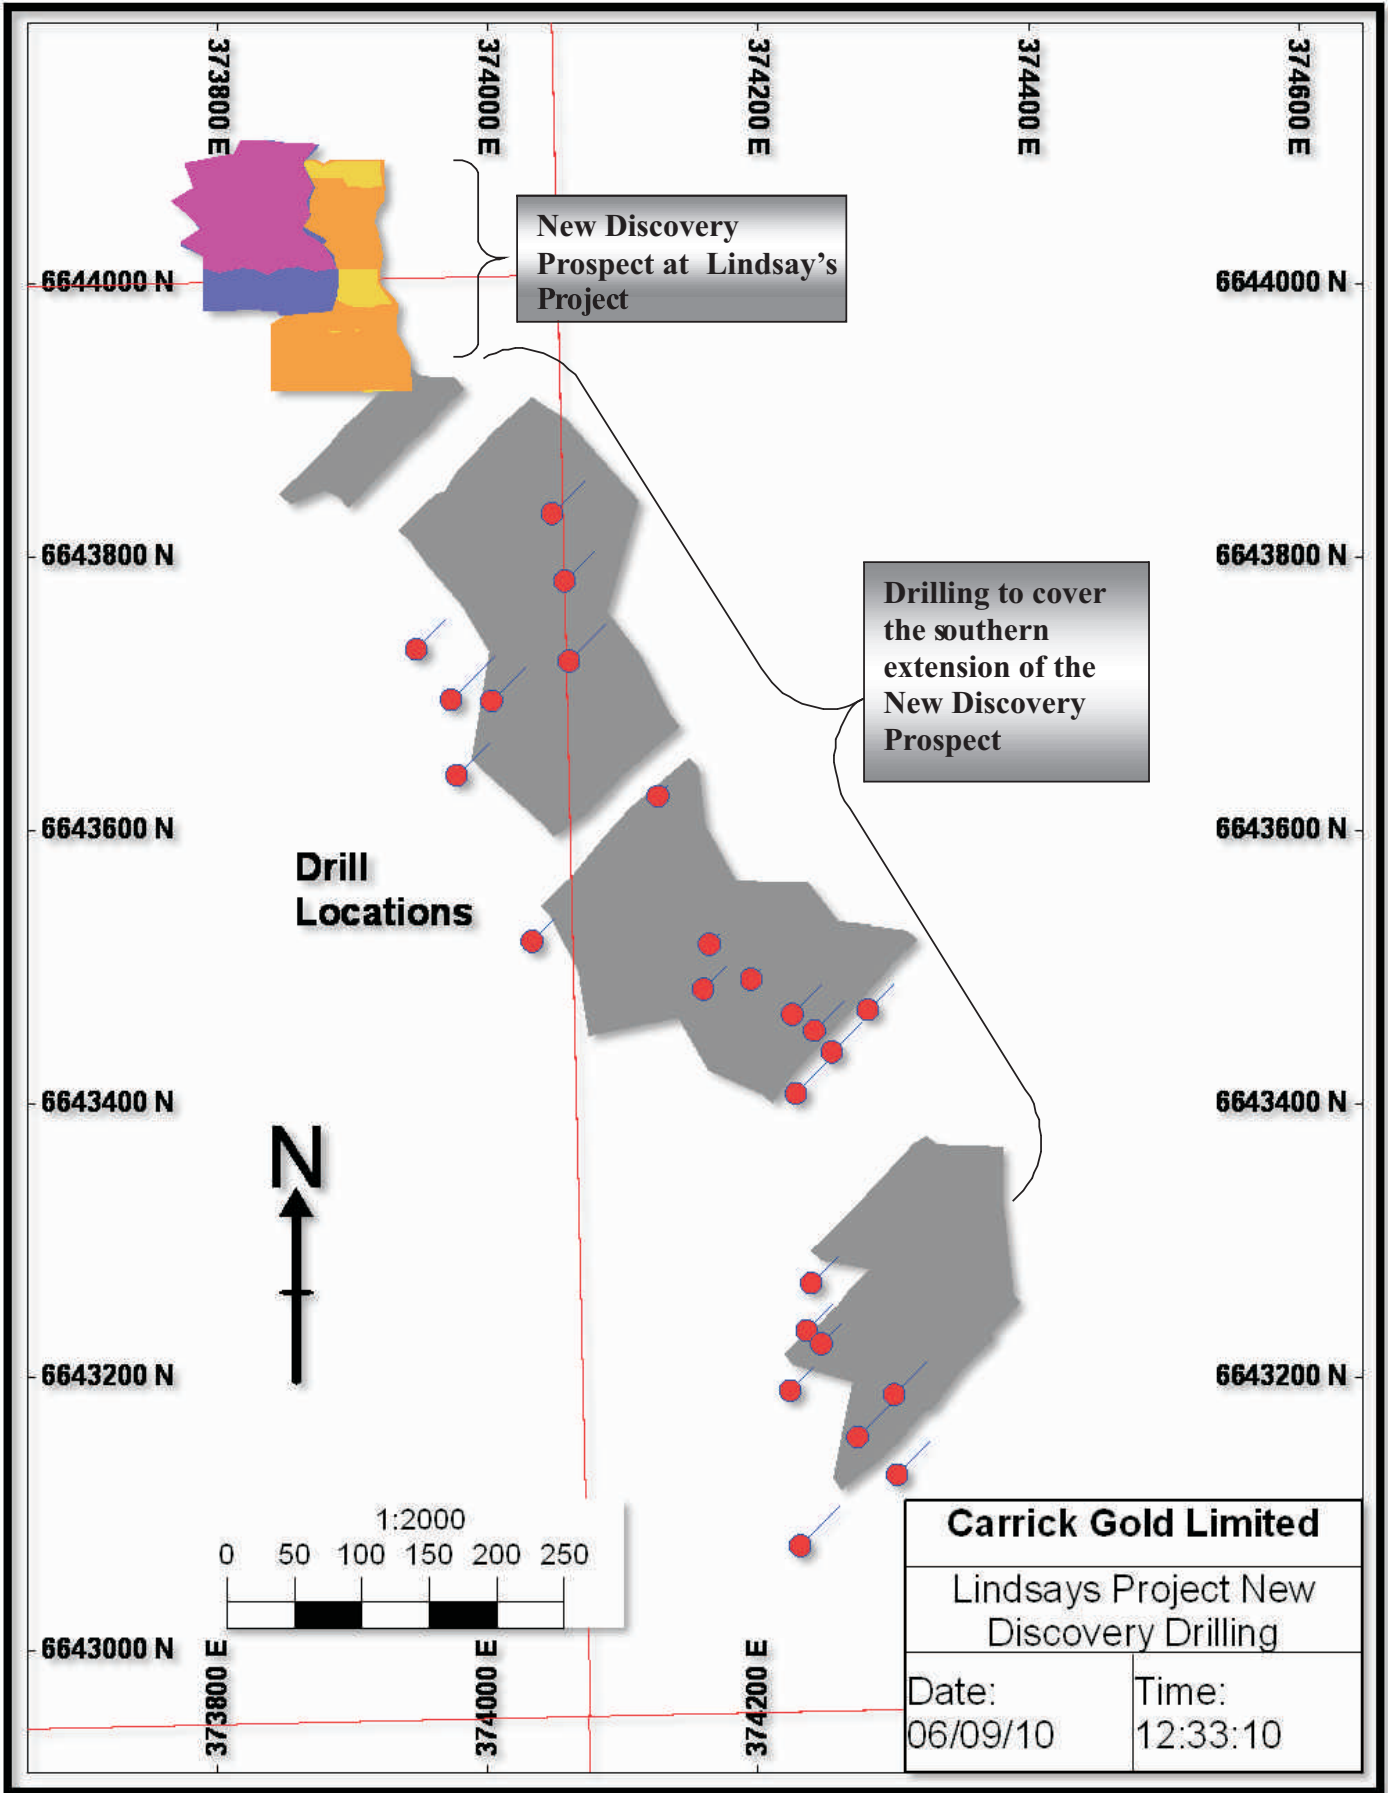 373800 E
374000 E
374200 E
374400 E
374600 E
New Discovery
Prospect at Lindsay's
Project
6644000 N
6644000 N
6643800 N
6643800 N
Drilling to cover
the southern
extension of the
New Discovery
Prospect
6643600 N
6643600 N
Drill
Locations
6643400 N
6643400 N
N
6643200 N
6643200 N
1:2000
0 50 100 150 200 250
Carrick Gold Limited
Lindsays Project New
Discovery Drilling
Date:
06/09/10
Time:
12:33:10
6643000 N
373800 E
374000 E
374200 E